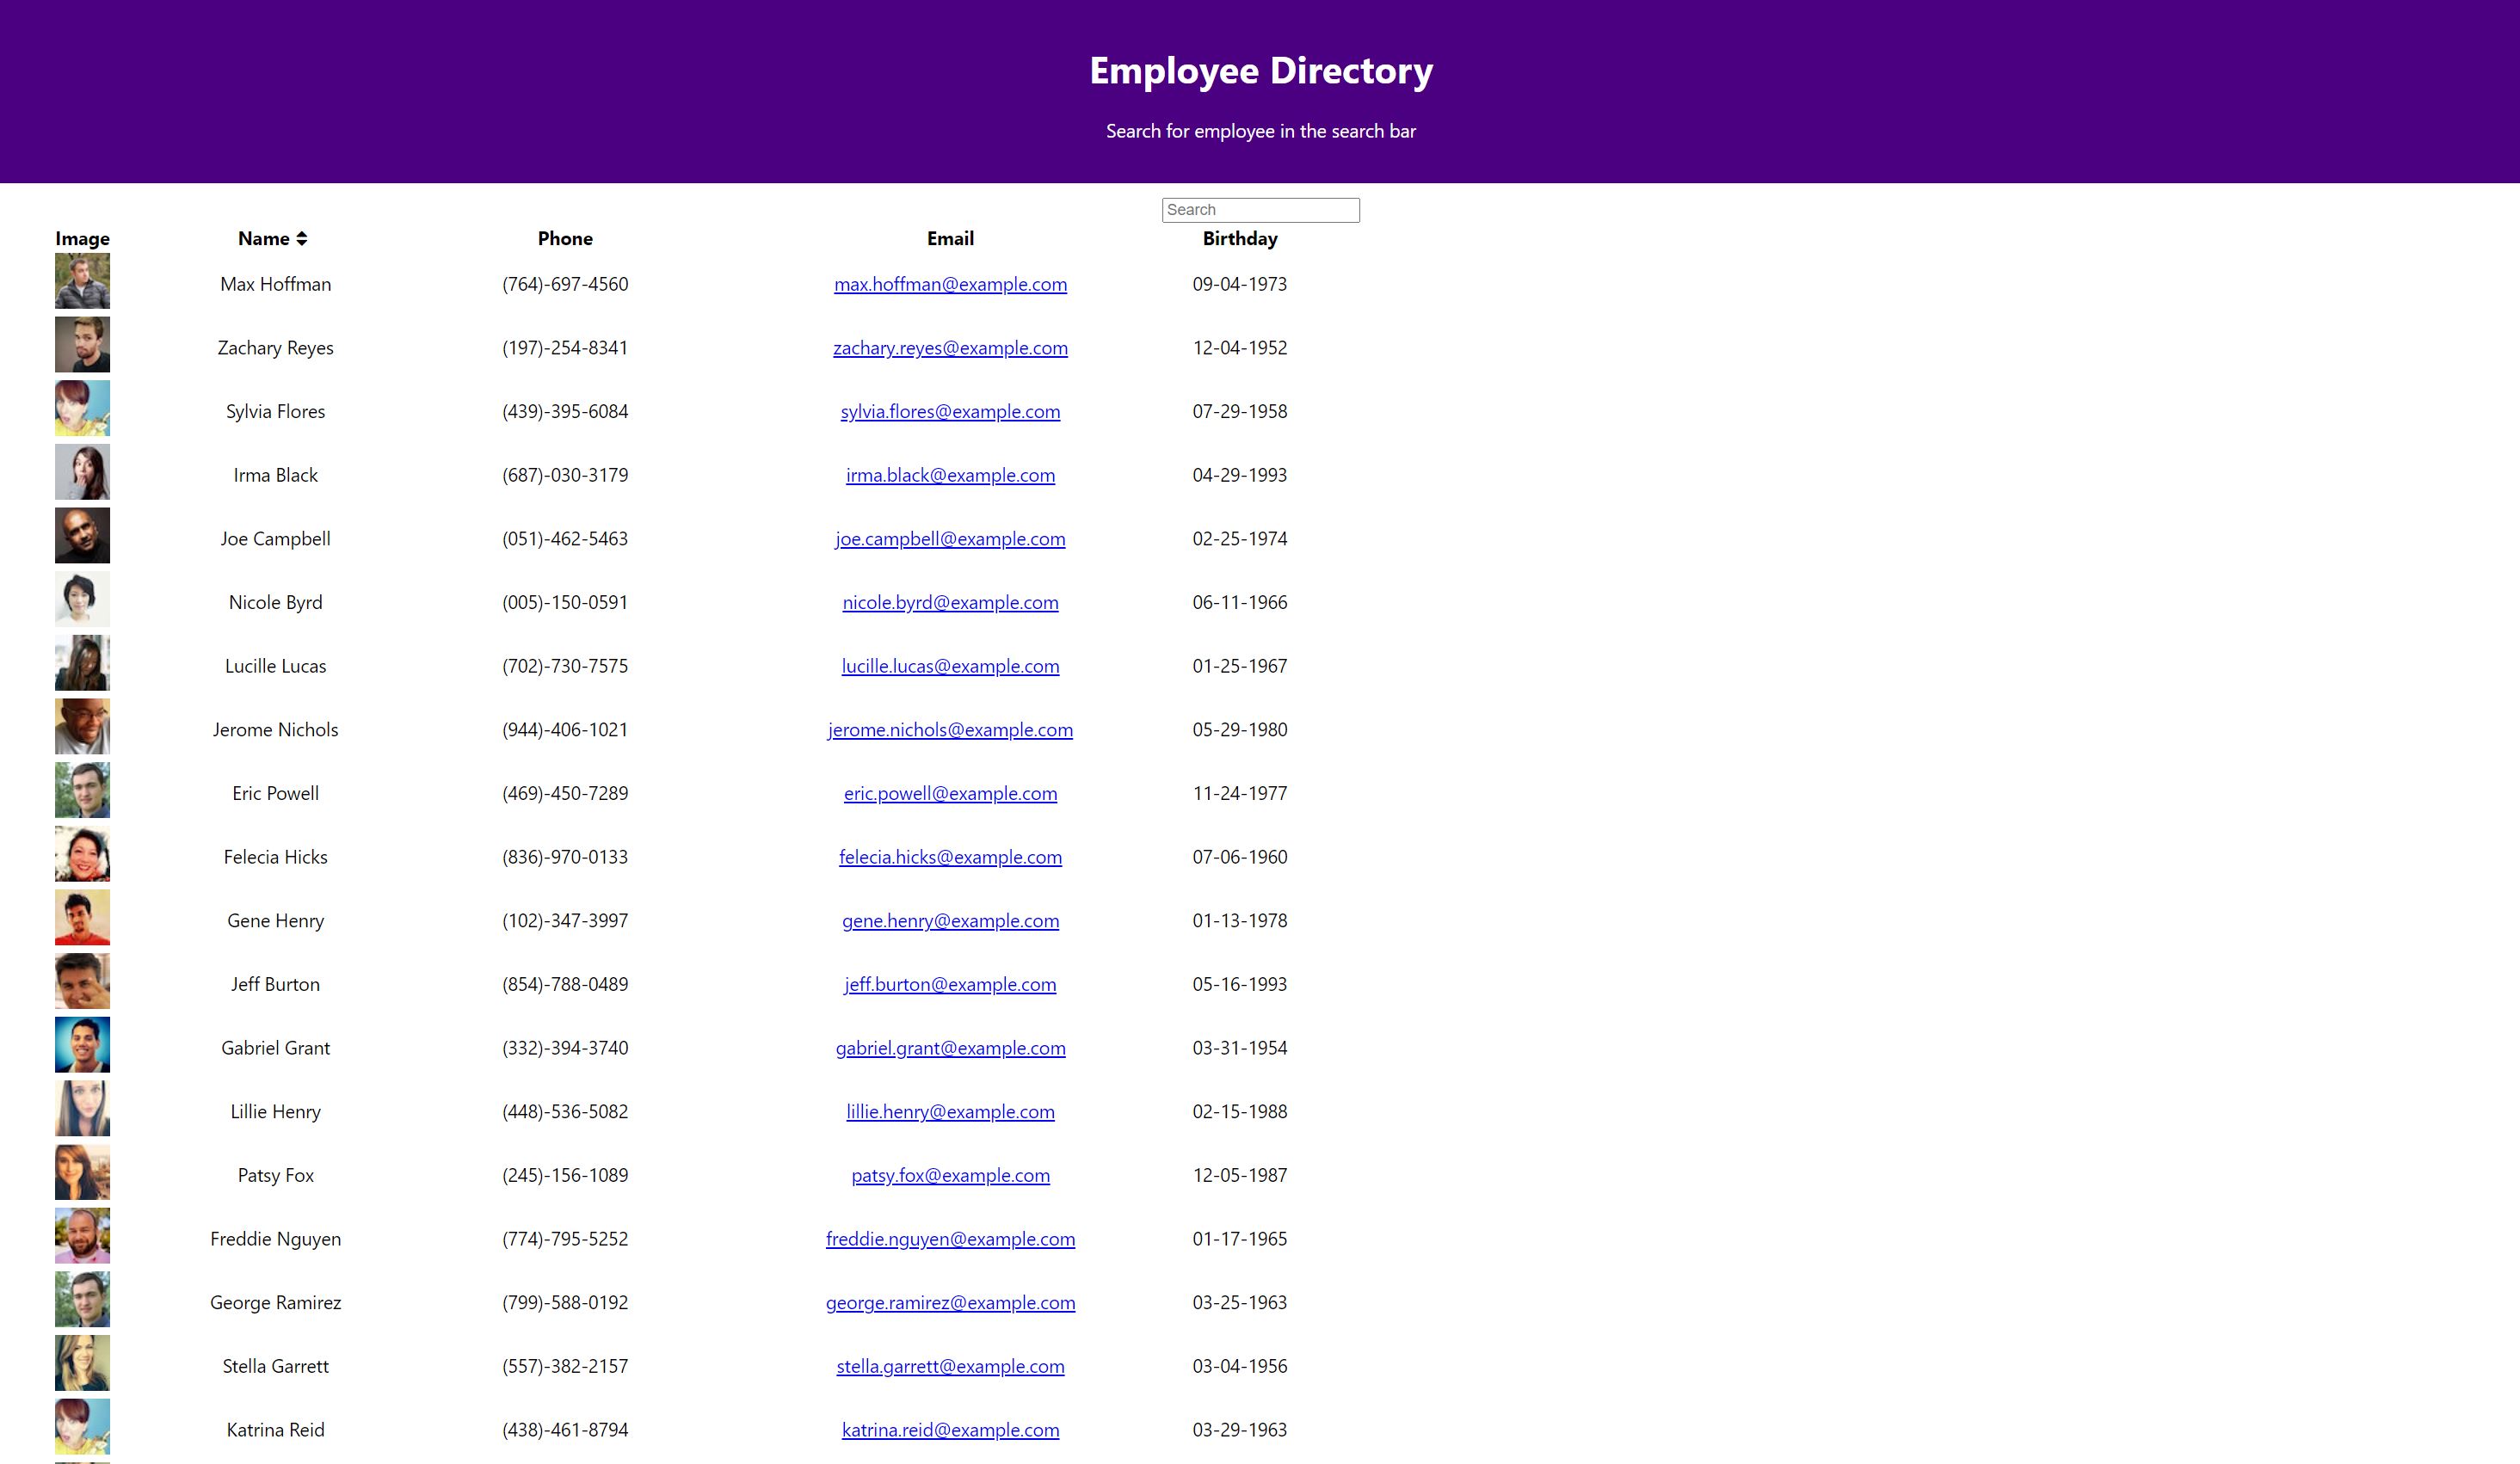 Employee Directory
Search for employee in the search bar
Search
Image Name Phone Email Birthday
Max Hoffman (764)-697-4560 max.hoffman@example.com 09-04-1973
Zachary Reyes (197)-254-8341 zachary.reyes@example.com 12-04-1952
Sylvia Flores (439)-395-6084 sylvia.flores@example.com 07-29-1958
Irma Black (687)-030-3179 irma.black@example.com 04-29-1993
Joe Campbell (051)-462-5463 joe.campbell@example.com 02-25-1974
Nicole Byrd (005)-150-0591 nicole.byrd@example.com 06-11-1966
Lucille Lucas (702)-730-7575 lucille.lucas@example.com 01-25-1967
Jerome Nichols (944)-406-1021 jerome.nichols@example.com 05-29-1980
Eric Powell (469)-450-7289 eric.powell@example.com 11-24-1977
Felecia Hicks (836)-970-0133 felecia.hicks@example.com 07-06-1960
Gene Henry (102)-347-3997 gene.henry@example.com 01-13-1978
Jeff Burton (854)-788-0489 jeff.burton@example.com 05-16-1993
Gabriel Grant (332)-394-3740 gabriel.grant@example.com 03-31-1954
Lillie Henry (448)-536-5082 lillie.henry@example.com 02-15-1988
Patsy Fox (245)-156-1089 patsy.fox@example.com 12-05-1987
Freddie Nguyen (774)-795-5252 freddie.nguyen@example.com 01-17-1965
George Ramirez (799)-588-0192 george.ramirez@example.com 03-25-1963
Stella Garrett (557)-382-2157 stella.garrett@example.com 03-04-1956
Katrina Reid (438)-461-8794 katrina.reid@example.com 03-29-1963